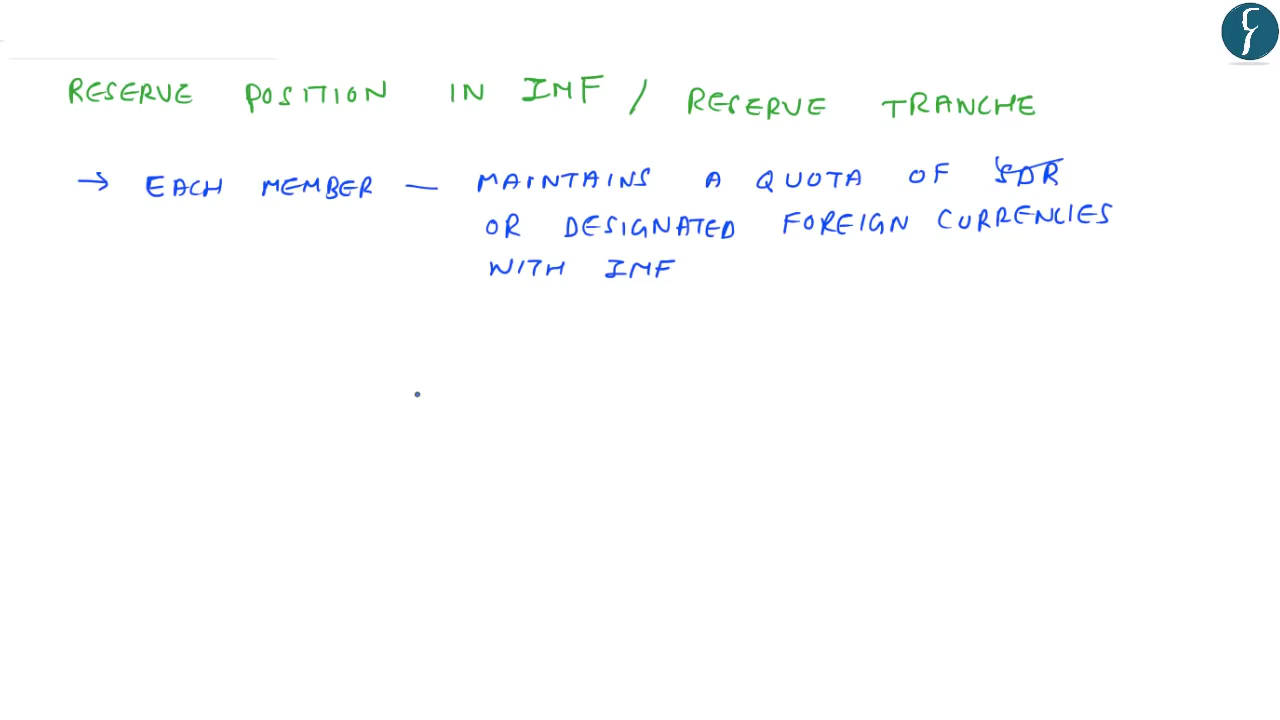 RESERVE POSITION IN IMF / RESERVE TRANCHE
→ EACH MEMBER — MAINTAINS A QUOTA OF SDR
OR DESIGNATED FOREIGN CURRENCIES
WITH IMF